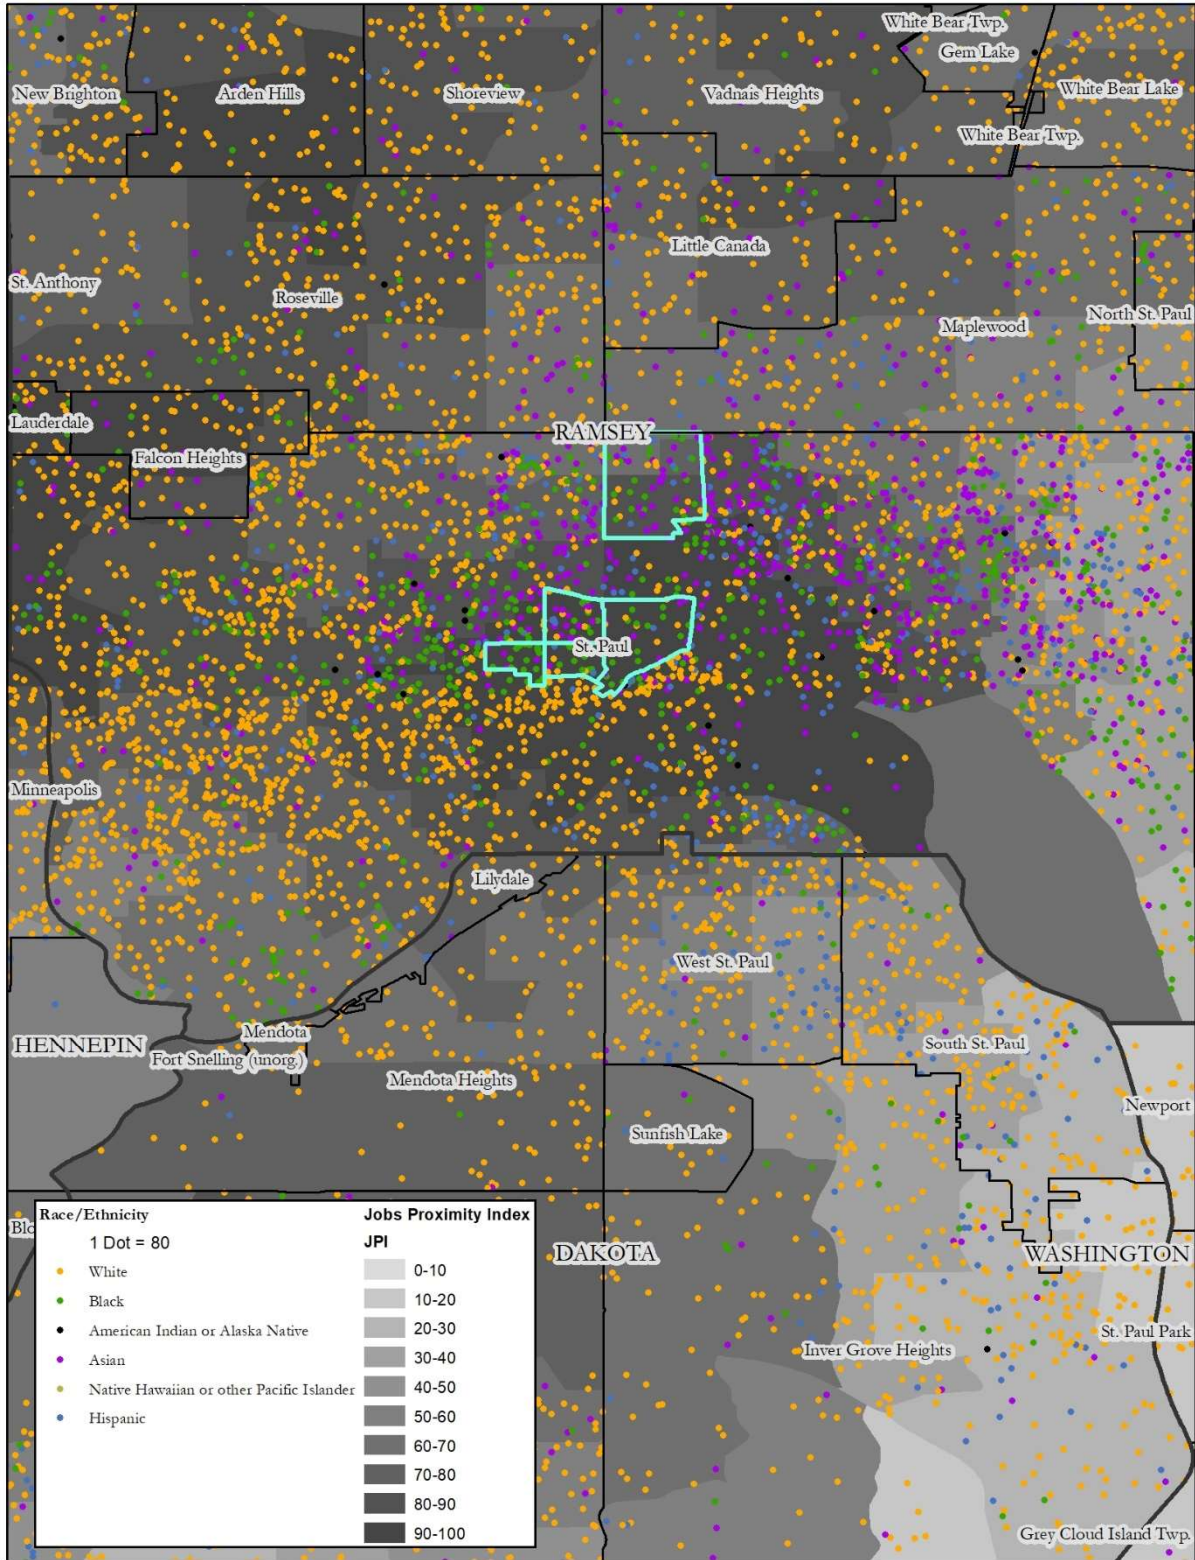 White Bear Twp.
Gem Lake
New Brighton
Arden Hills
Shoreview
Vadnais Heights
White Bear Lake
White Bear Twp.
Little Canada
St. Anthony
Roseville
North St. Paul
Maplewood
Lauderdale
RAMSEY
Falcon Heights
St. Paul
Minneapolis
Lilydale
West St. Paul
Mendota
HENNEPIN
South St. Paul
Fort Snelling (unorg.)
Mendota Heights
Newport
Sunfish Lake
Blo
DAKOTA
WASHINGTON
St. Paul Park
Inver Grove Heights
Grey Cloud Island Twp.
Race/Ethnicity
1 Dot = 80
White
Black
American Indian or Alaska Native
Asian
Native Hawaiian or other Pacific Islander
Hispanic
Jobs Proximity Index
JPI
0-10
10-20
20-30
30-40
40-50
50-60
60-70
70-80
80-90
90-100